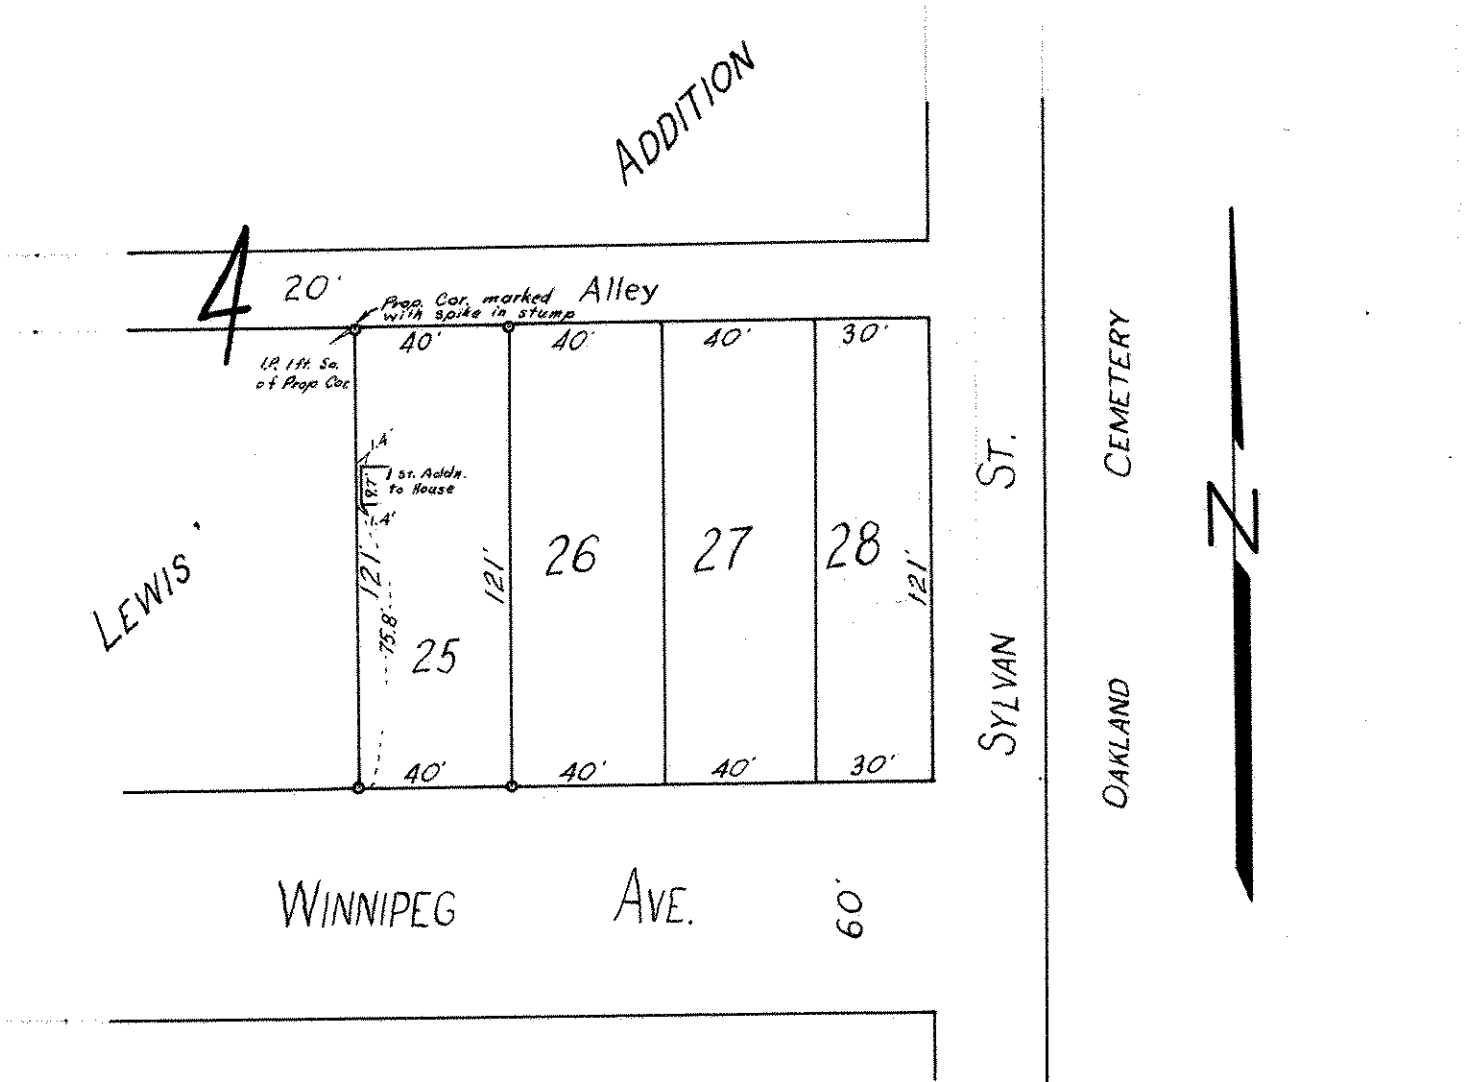 ADDITION
4
20'
Alley
Prop. Cor. marked
with spike in stump
40'
40'
40'
30'
I.P. 1 ft. So.
of Prop. Cor.
1.4'
9.7'
1 st. Addn.
to House
1.4'
121'
75.8'
25
121'
26
27
28
121'
LEWIS'
40'
40'
40'
30'
WINNIPEG AVE.
60'
SYLVAN ST.
OAKLAND CEMETERY
N